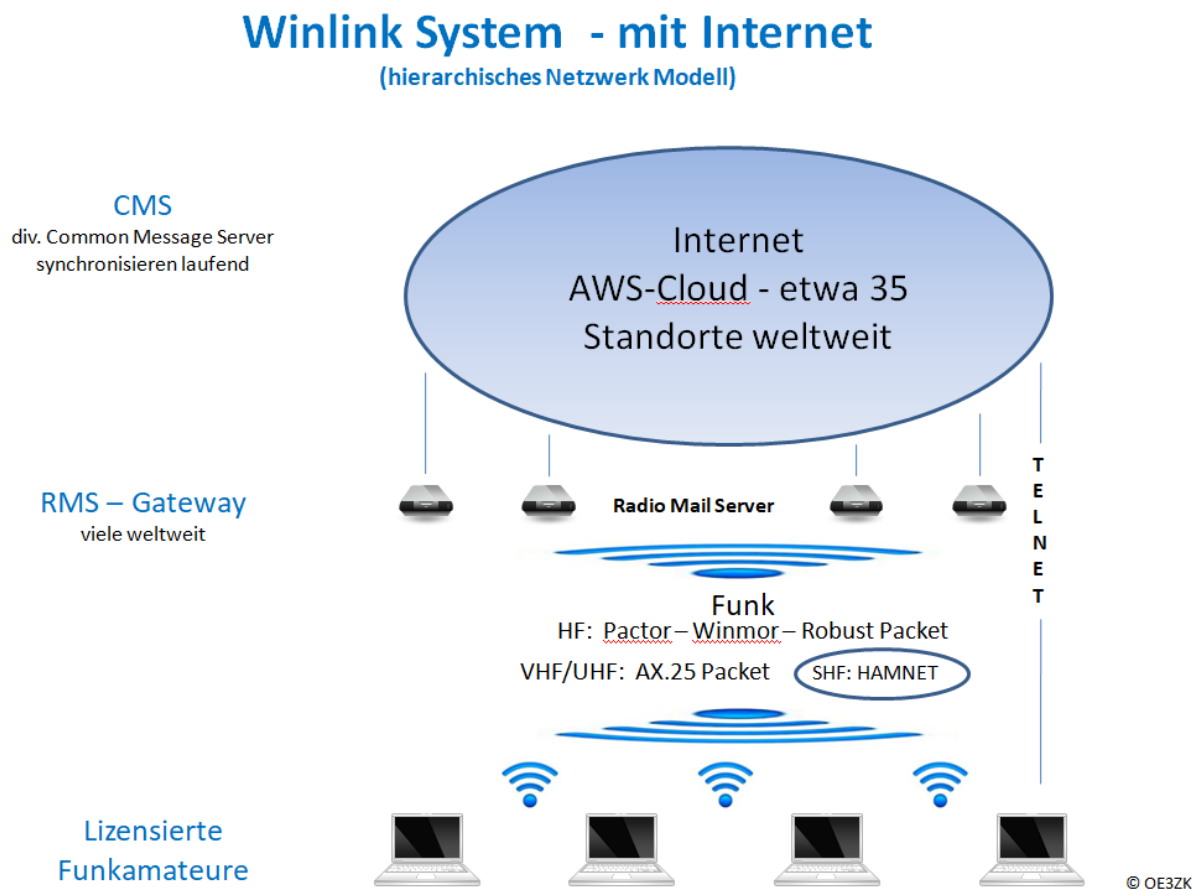 Winlink System  - mit Internet
(hierarchisches Netzwerk Modell)
CMS
div. Common Message Server
synchronisieren laufend
Internet
AWS-Cloud - etwa 35
Standorte weltweit
RMS – Gateway
viele weltweit
Radio Mail Server
TELNET
Funk
HF:  Pactor – Winmor – Robust Packet
VHF/UHF:  AX.25 Packet
SHF: HAMNET
Lizensierte
Funkamateure
© OE3ZK